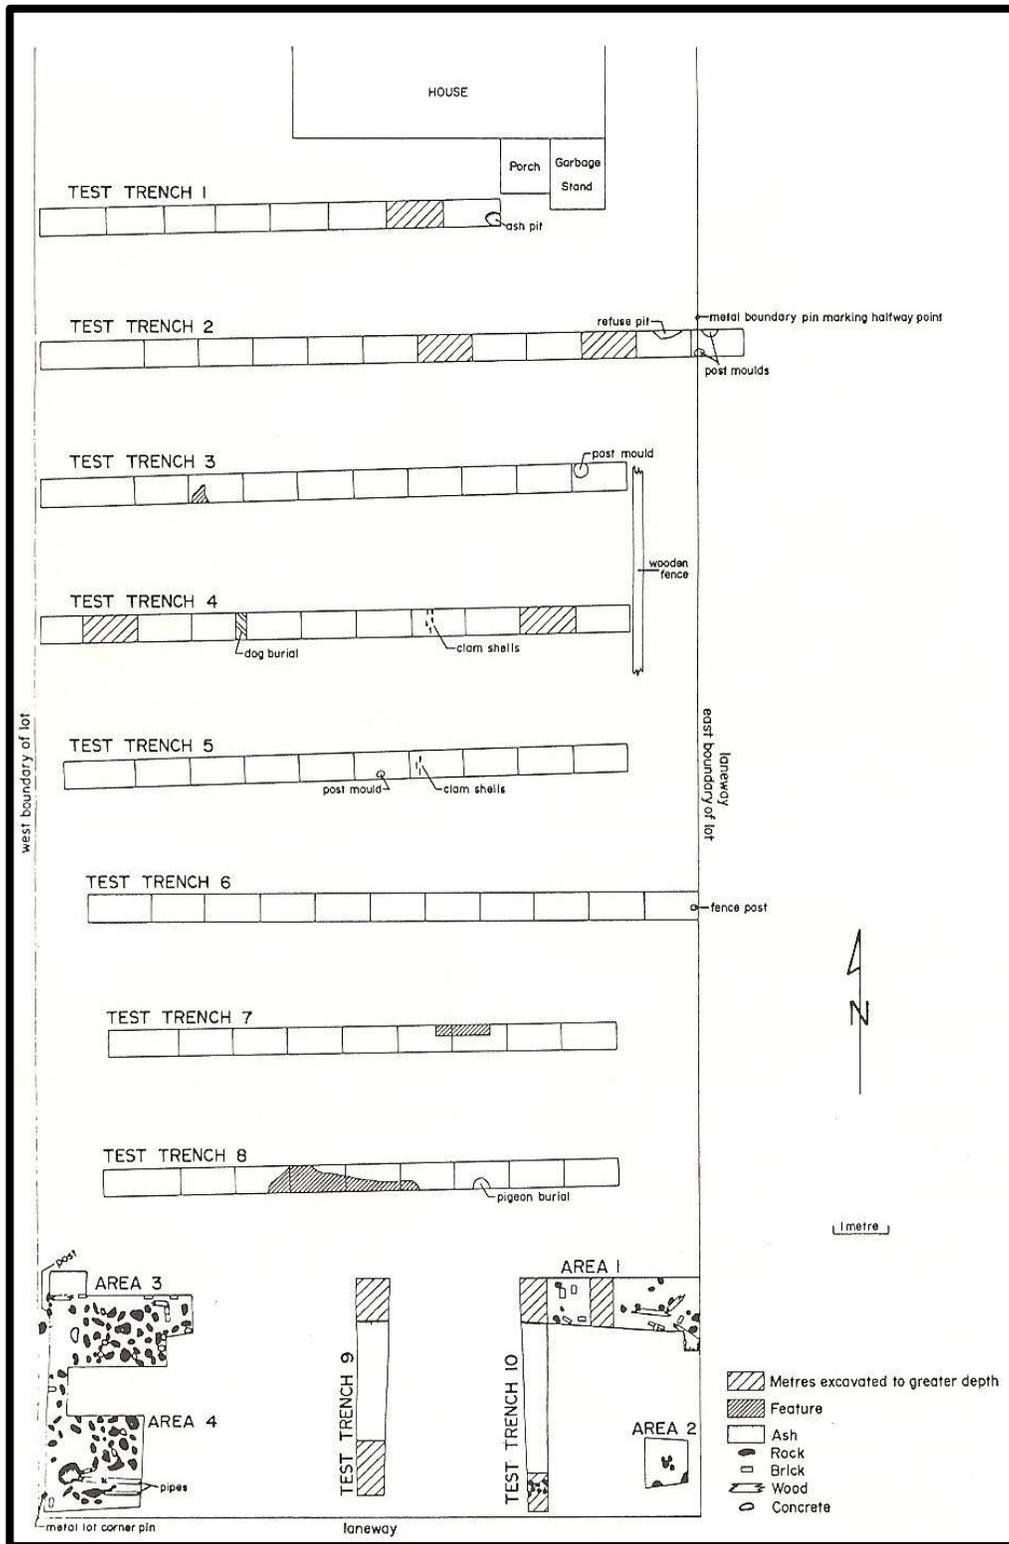 HOUSE
Porch
Garbage
Stand
TEST TRENCH 1
ash pit
TEST TRENCH 2
refuse pit
metal boundary pin marking halfway point
post moulds
TEST TRENCH 3
post mould
wooden
fence
TEST TRENCH 4
dog burial
clam shells
west boundary of lot
laneway
east boundary of lot
TEST TRENCH 5
post mould
clam shells
TEST TRENCH 6
fence post
N
TEST TRENCH 7
TEST TRENCH 8
pigeon burial
1 metre
post
AREA 3
AREA 1
TEST TRENCH 9
TEST TRENCH 10
AREA 4
AREA 2
pipes
metal lot corner pin
laneway
Metres excavated to greater depth
Feature
Ash
Rock
Brick
Wood
Concrete